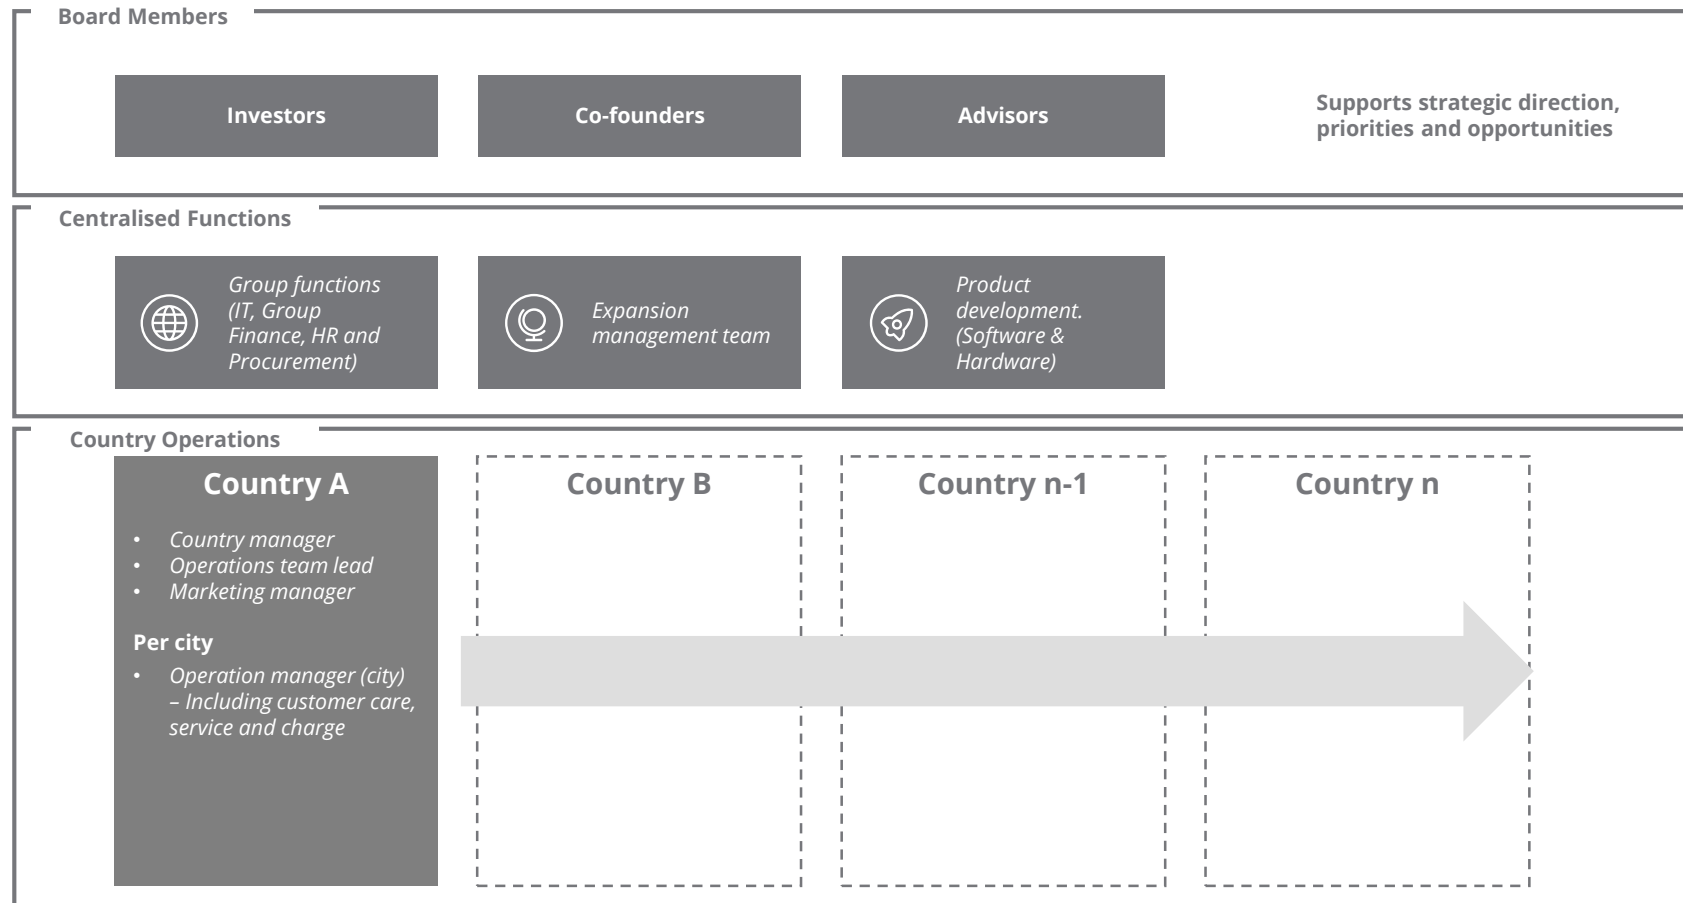 Board Members
Investors
Co-founders
Advisors
Supports strategic direction,
priorities and opportunities
Centralised Functions
Group functions
(IT, Group
Finance, HR and
Procurement)
Expansion
management team
Product
development.
(Software &
Hardware)
Country Operations
Country A
• Country manager
• Operations team lead
• Marketing manager
Per city
• Operation manager (city)
– Including customer care,
service and charge
Country B
Country n-1
Country n